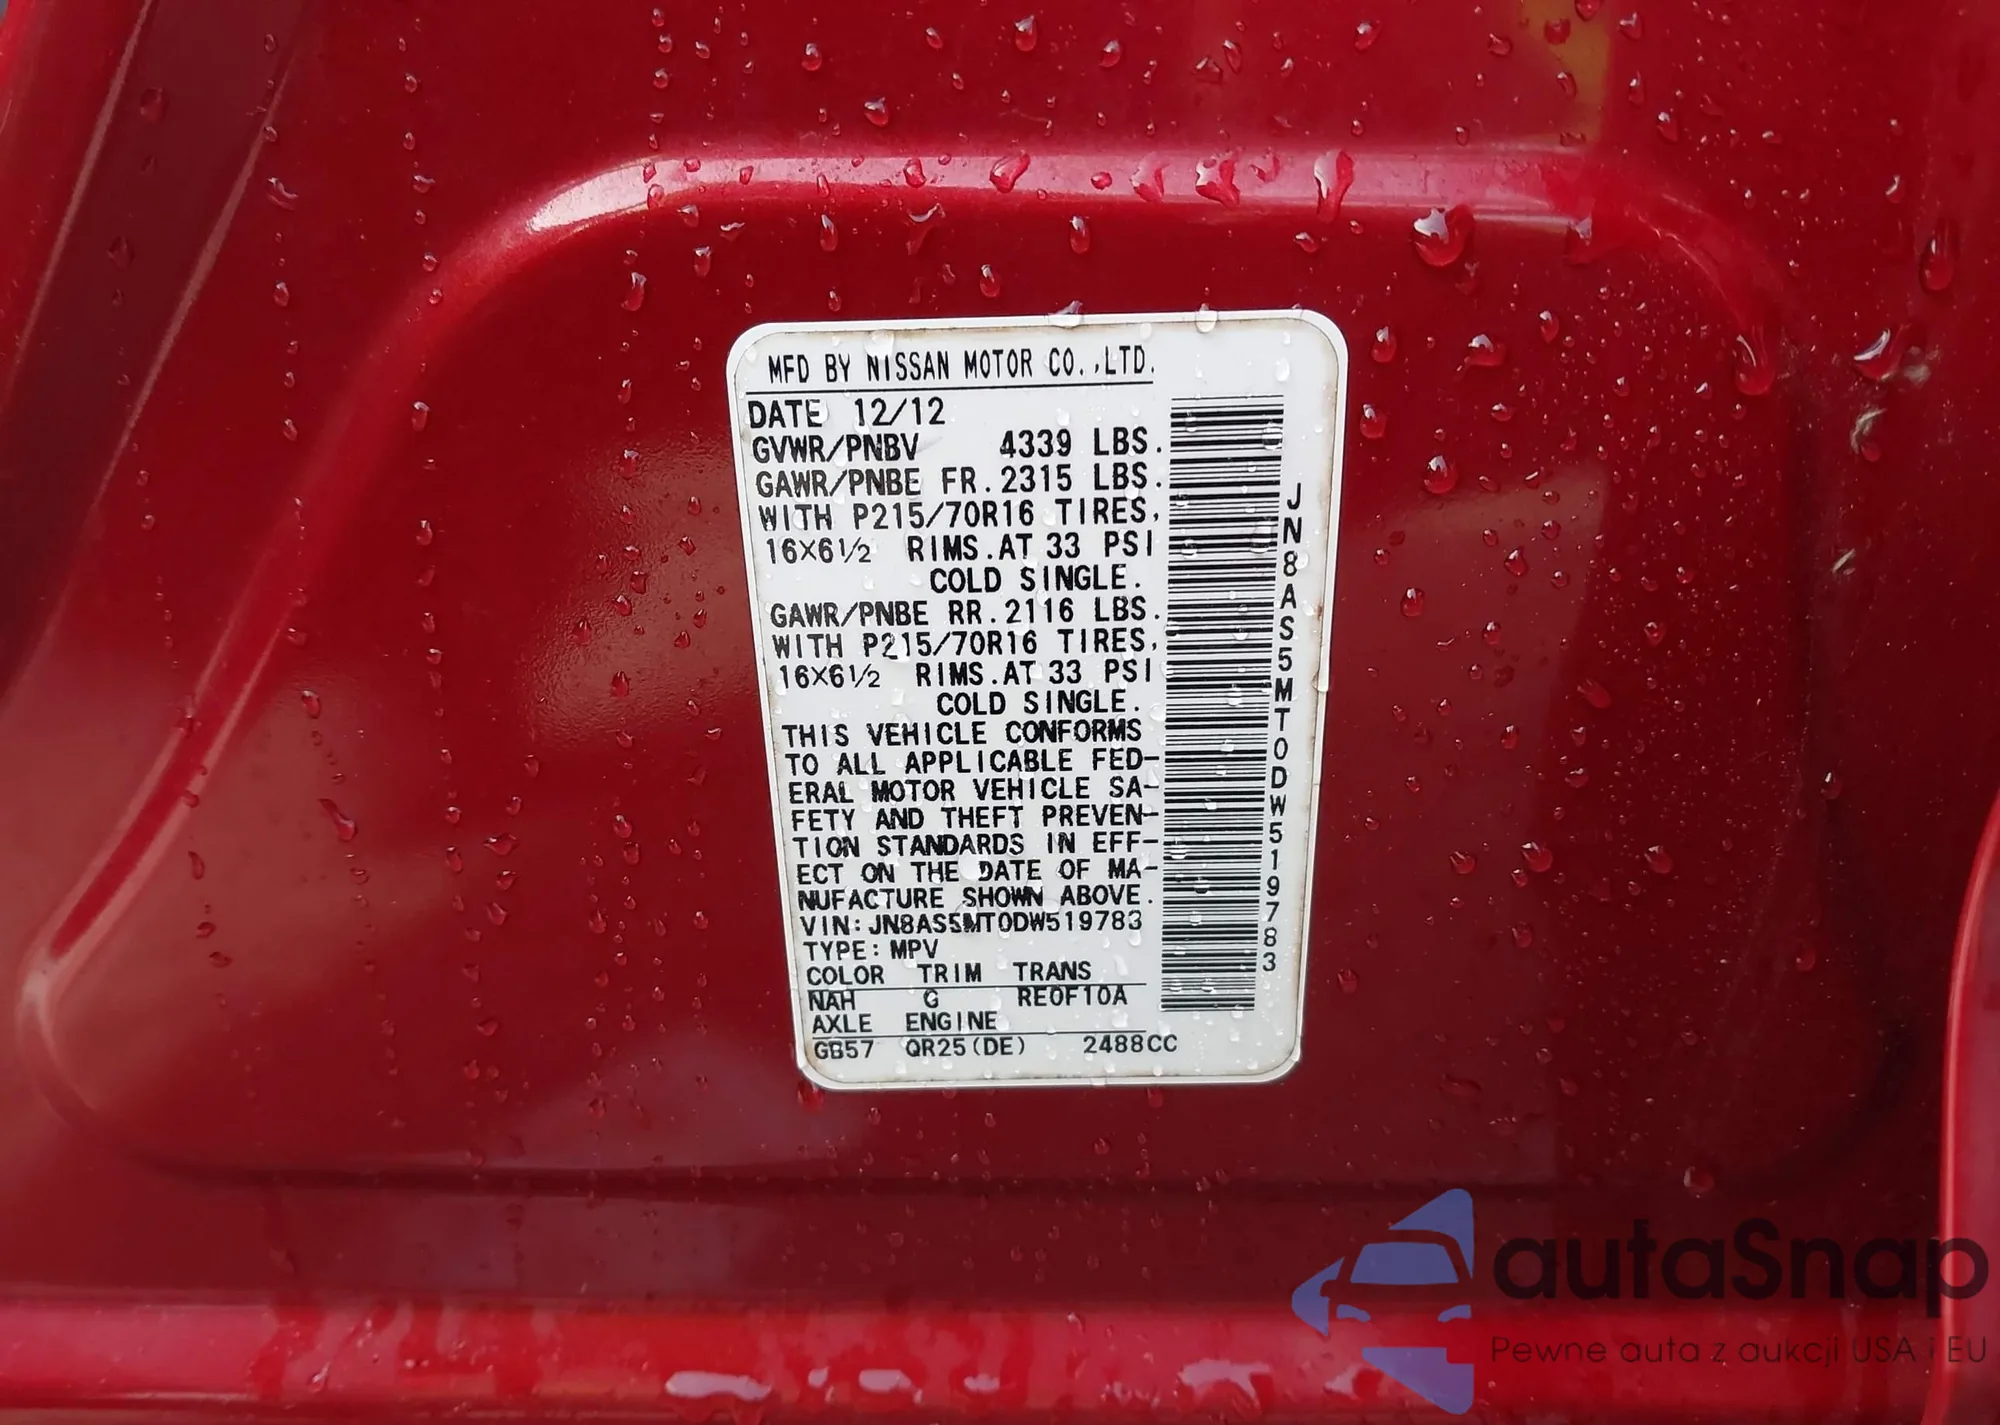 MFD BY NISSAN MOTOR CO.,LTD.
DATE 12/12
GVWR/PNBV 4339 LBS.
GAWR/PNBE FR.2315 LBS.
WITH P215/70R16 TIRES,
16×6½ RIMS.AT 33 PSI
COLD SINGLE.
GAWR/PNBE RR.2116 LBS.
WITH P215/70R16 TIRES,
16×6½ RIMS.AT 33 PSI
COLD SINGLE.
THIS VEHICLE CONFORMS
TO ALL APPLICABLE FED-
ERAL MOTOR VEHICLE SA-
FETY AND THEFT PREVEN-
TION STANDARDS IN EFF-
ECT ON THE DATE OF MA-
NUFACTURE SHOWN ABOVE.
VIN:JN8AS5MT0DW519783
TYPE:MPV
COLOR TRIM TRANS
NAH G RE0F10A
AXLE ENGINE
GB57 QR25(DE) 2488CC
JN8AS5MT0DW519783
autaSnap
Pewne auta z aukcji USA i EU